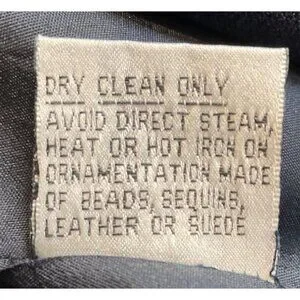 DRY CLEAN ONLY
AVOID DIRECT STEAM,
HEAT OR HOT IRON ON
ORNAMENTATION MADE
OF BEADS, SEQUINS,
LEATHER OR SUEDE